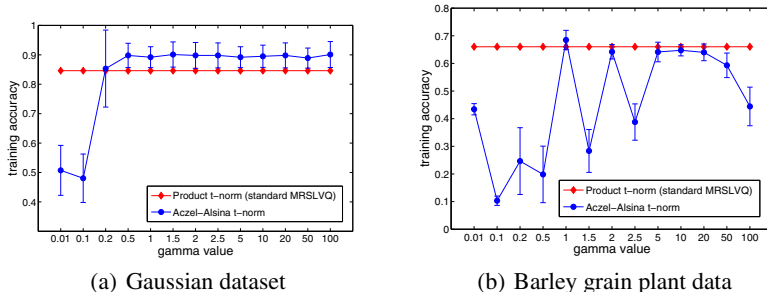 1
0.9
0.8
0.7
0.6
0.5
0.4
training accuracy
Product t-norm (standard MRSLVQ)
Aczel-Alsina t-norm
0.01 0.1 0.2 0.5 1 1.5 2 2.5 5 10 20 50 100
gamma value
(a) Gaussian dataset
0.8
0.7
0.6
0.5
0.4
0.3
0.2
0.1
0
training accuracy
Product t-norm (standard MRSLVQ)
Aczel-Alsina t-norm
0.01 0.1 0.2 0.5 1 1.5 2 2.5 5 10 20 50 100
gamma value
(b) Barley grain plant data